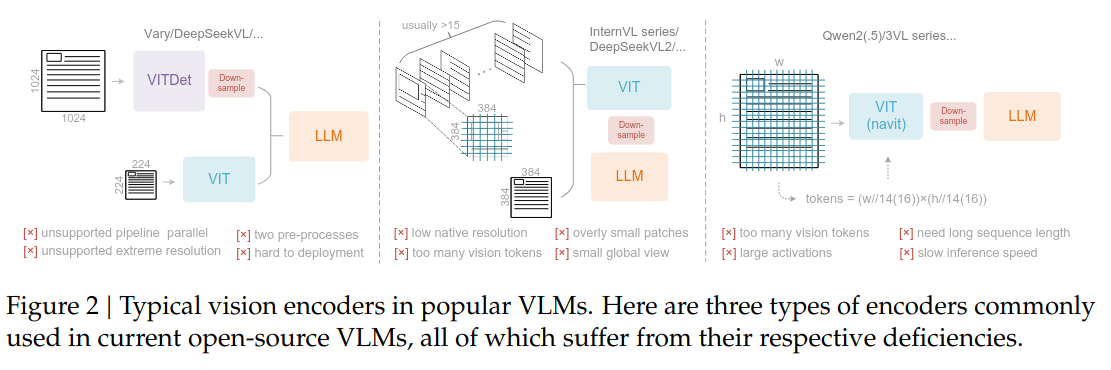 Vary/DeepSeekVL/...
1024
1024
VITDet
Down-
sample
LLM
224
224
VIT
[×] unsupported pipeline parallel
[×] unsupported extreme resolution
[×] two pre-processes
[×] hard to deployment
usually >15
InternVL series/
DeepSeekVL2/...
384
384
384
384
VIT
Down-
sample
LLM
[×] low native resolution
[×] too many vision tokens
[×] overly small patches
[×] small global view
Qwen2(.5)/3VL series...
w
h
VIT
(navit)
Down-
sample
LLM
tokens = (w//14(16))×(h//14(16))
[×] too many vision tokens
[×] large activations
[×] need long sequence length
[×] slow inference speed
Figure 2 | Typical vision encoders in popular VLMs. Here are three types of encoders commonly
used in current open-source VLMs, all of which suffer from their respective deficiencies.